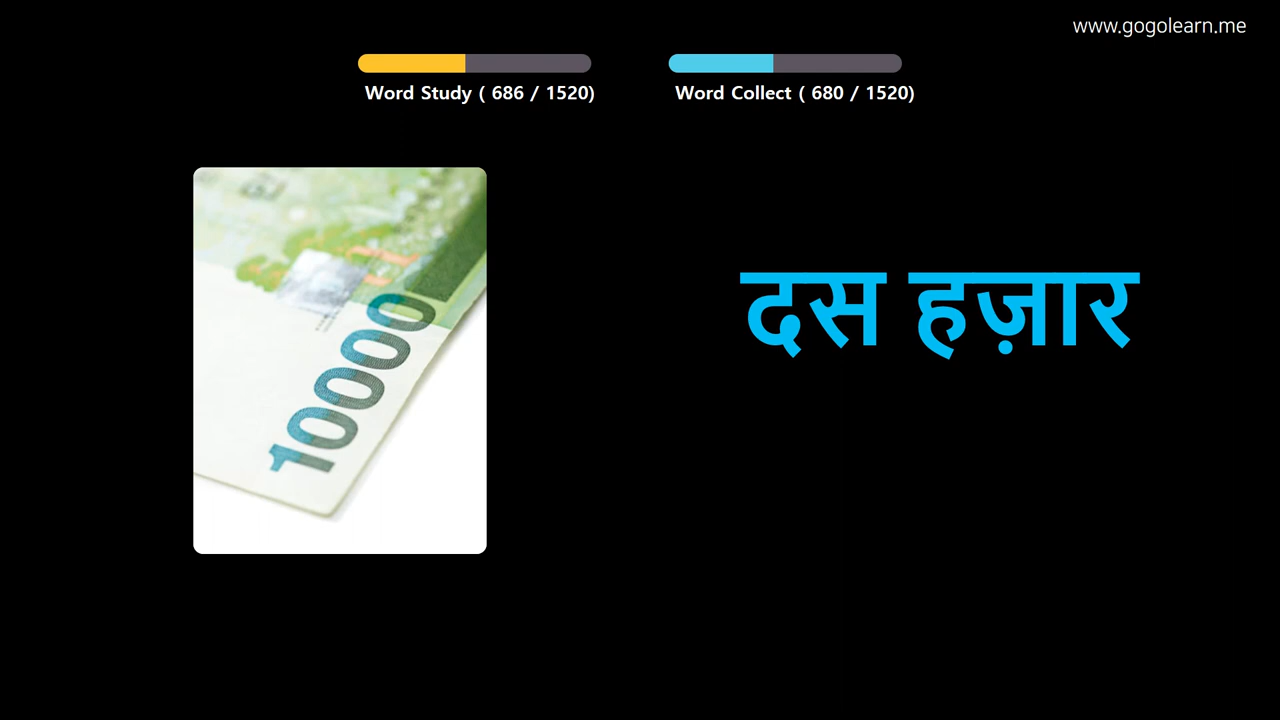 www.gogolearn.me
Word Study ( 686 / 1520)
Word Collect ( 680 / 1520)
दस हज़ार
10000